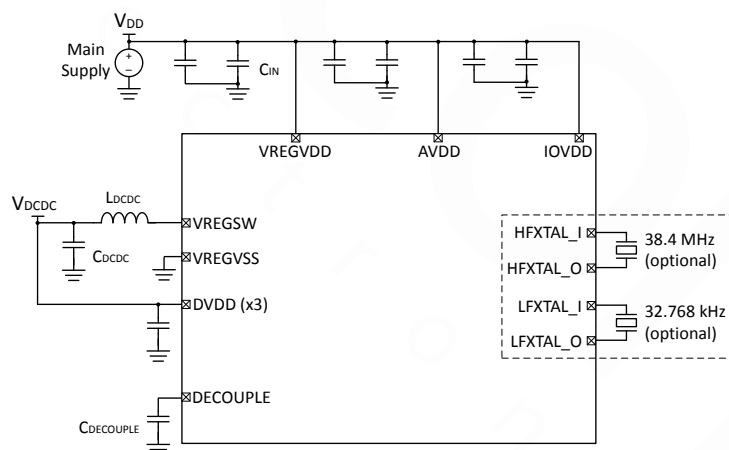 VDD
Main
Supply
+
−
CIN
VREGVDD
AVDD
IOVDD
VDCDC
LDCDC
VREGSW
CDCDC
VREGVSS
DVDD (x3)
DECOUPLE
CDECOUPLE
HFXTAL_I
HFXTAL_O
38.4 MHz
(optional)
LFXTAL_I
LFXTAL_O
32.768 kHz
(optional)